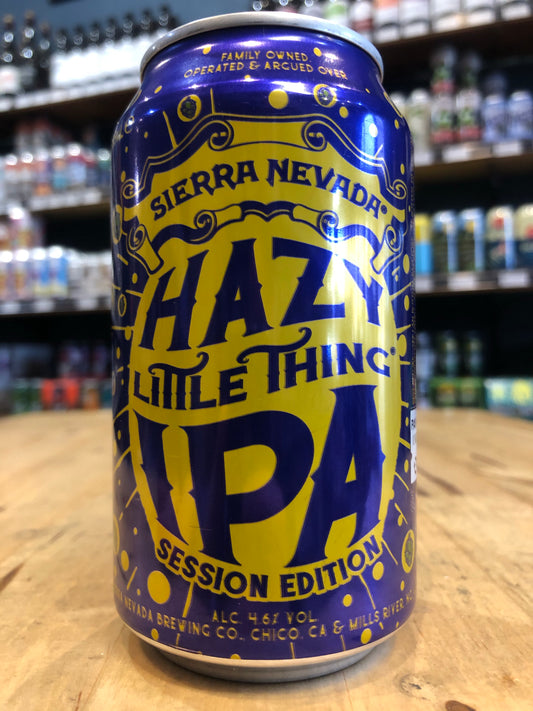 FAMILY OWNED
OPERATED & ARGUED OVER
SIERRA NEVADA®
HAZY
LITTLE THING®
IPA
SESSION EDITION
ALC. 4.6% VOL.
NEVADA BREWING CO., CHICO, CA & MILLS RIVER,